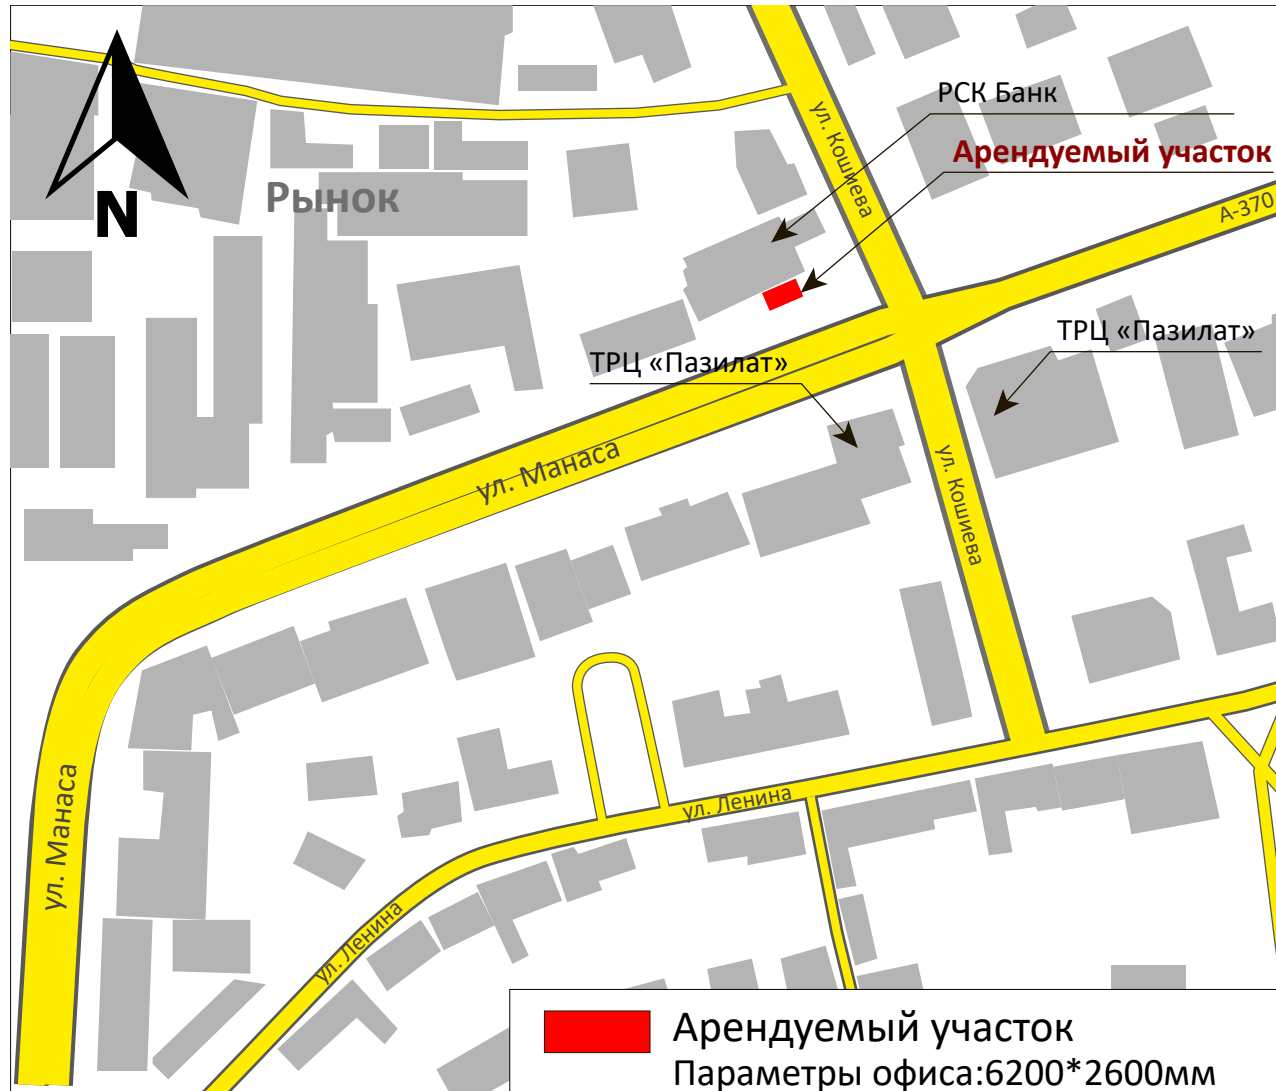 РСК Банк
ул. Кошиева
Арендуемый участок
Рынок
N
А-370
ТРЦ «Пазилат»
ТРЦ «Пазилат»
ул. Манаса
ул. Кошиева
ул. Манаса
ул. Ленина
ул. Ленина
Арендуемый участок
Параметры офиса:6200*2600мм